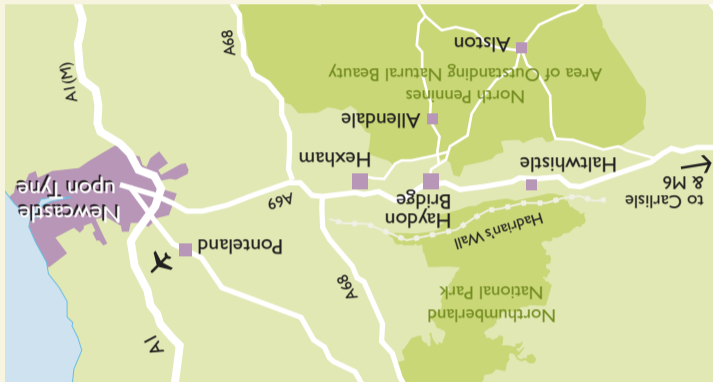 Northumberland
National Park
A1
A68
Hadrian's Wall
Ponteland
to Carlisle
& M6
Haydon
Bridge
A69
Newcastle
upon Tyne
Haltwhistle
Hexham
Allendale
North Pennines
Area of Outstanding Natural Beauty
Alston
A68
A1(M)